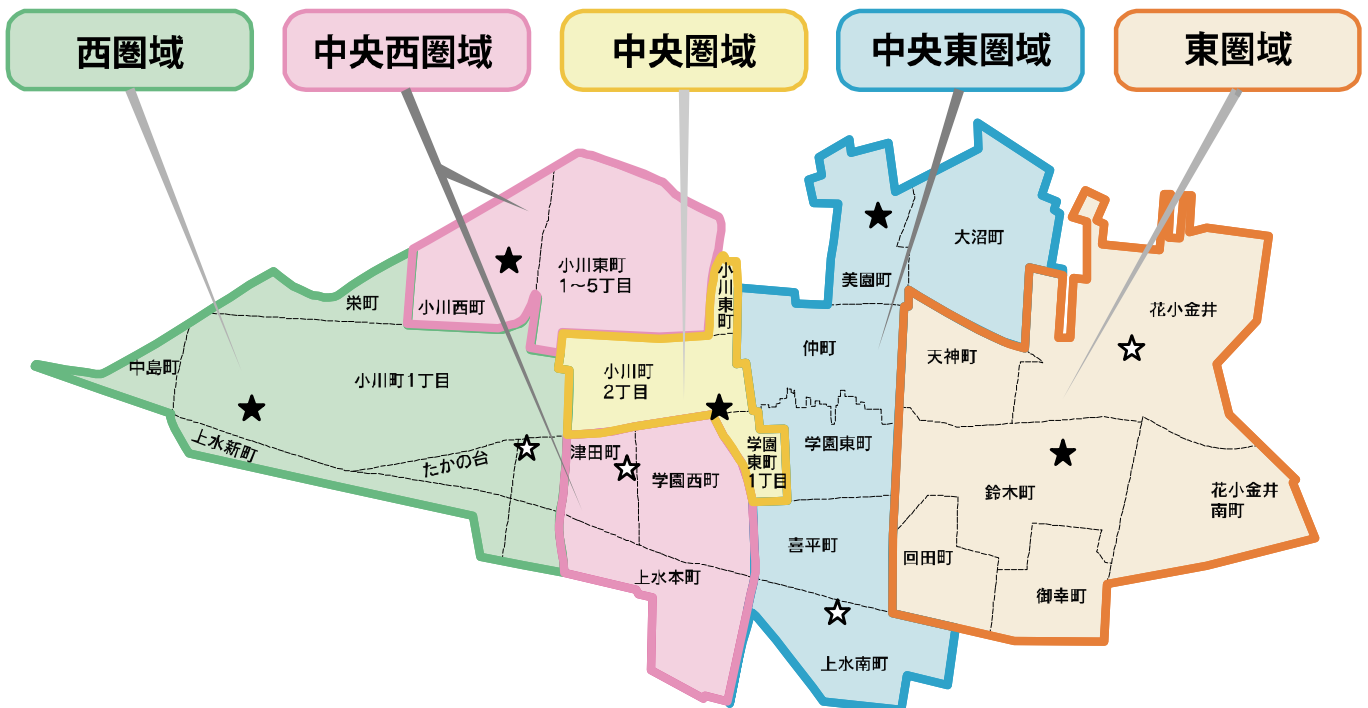 西圏域
中央西圏域
中央圏域
中央東圏域
東圏域
栄町
中島町
小川町1丁目
上水新町
たかの台
小川西町
小川東町
1〜5丁目
津田町
学園西町
上水本町
小川東町
小川町
2丁目
学園
東町
1丁目
美園町
大沼町
仲町
学園東町
喜平町
上水南町
花小金井
天神町
鈴木町
花小金井
南町
回田町
御幸町